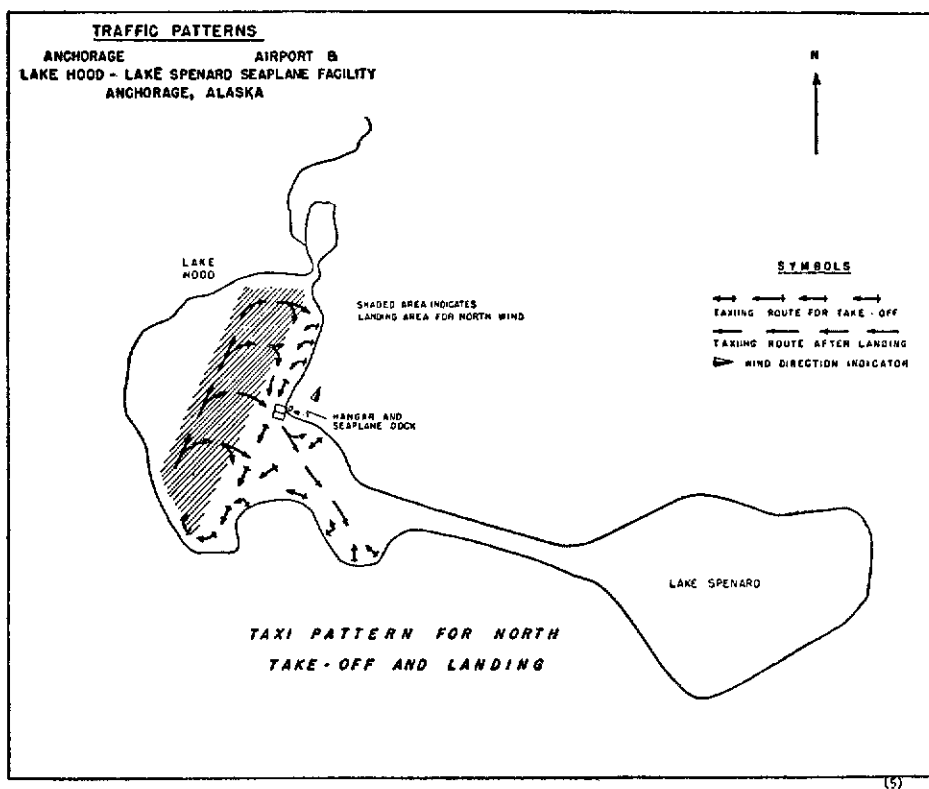 TRAFFIC PATTERNS
ANCHORAGE AIRPORT &
LAKE HOOD - LAKE SPENARD SEAPLANE FACILITY
ANCHORAGE, ALASKA
N
LAKE
HOOD
SHADED AREA INDICATES
LANDING AREA FOR NORTH WIND
SYMBOLS
TAXIING ROUTE FOR TAKE-OFF
TAXIING ROUTE AFTER LANDING
WIND DIRECTION INDICATOR
HANGAR AND
SEAPLANE DOCK
LAKE SPENARD
TAXI PATTERN FOR NORTH
TAKE-OFF AND LANDING
(5)